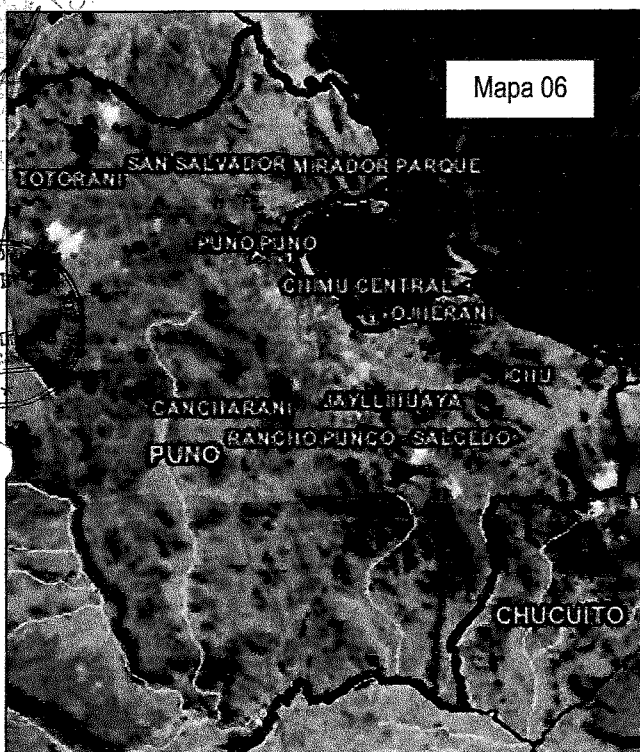 Mapa 06
SAN SALVADOR MIRADOR PARQUE
TOTORANI
PUNO PUNO
CHIMU CENTRAL
OJHERANI
ICHU
CANCHARANI
JAYLLIHUAYA
RANCHO PUNCO - SALCEDO
PUNO
CHUCUITO